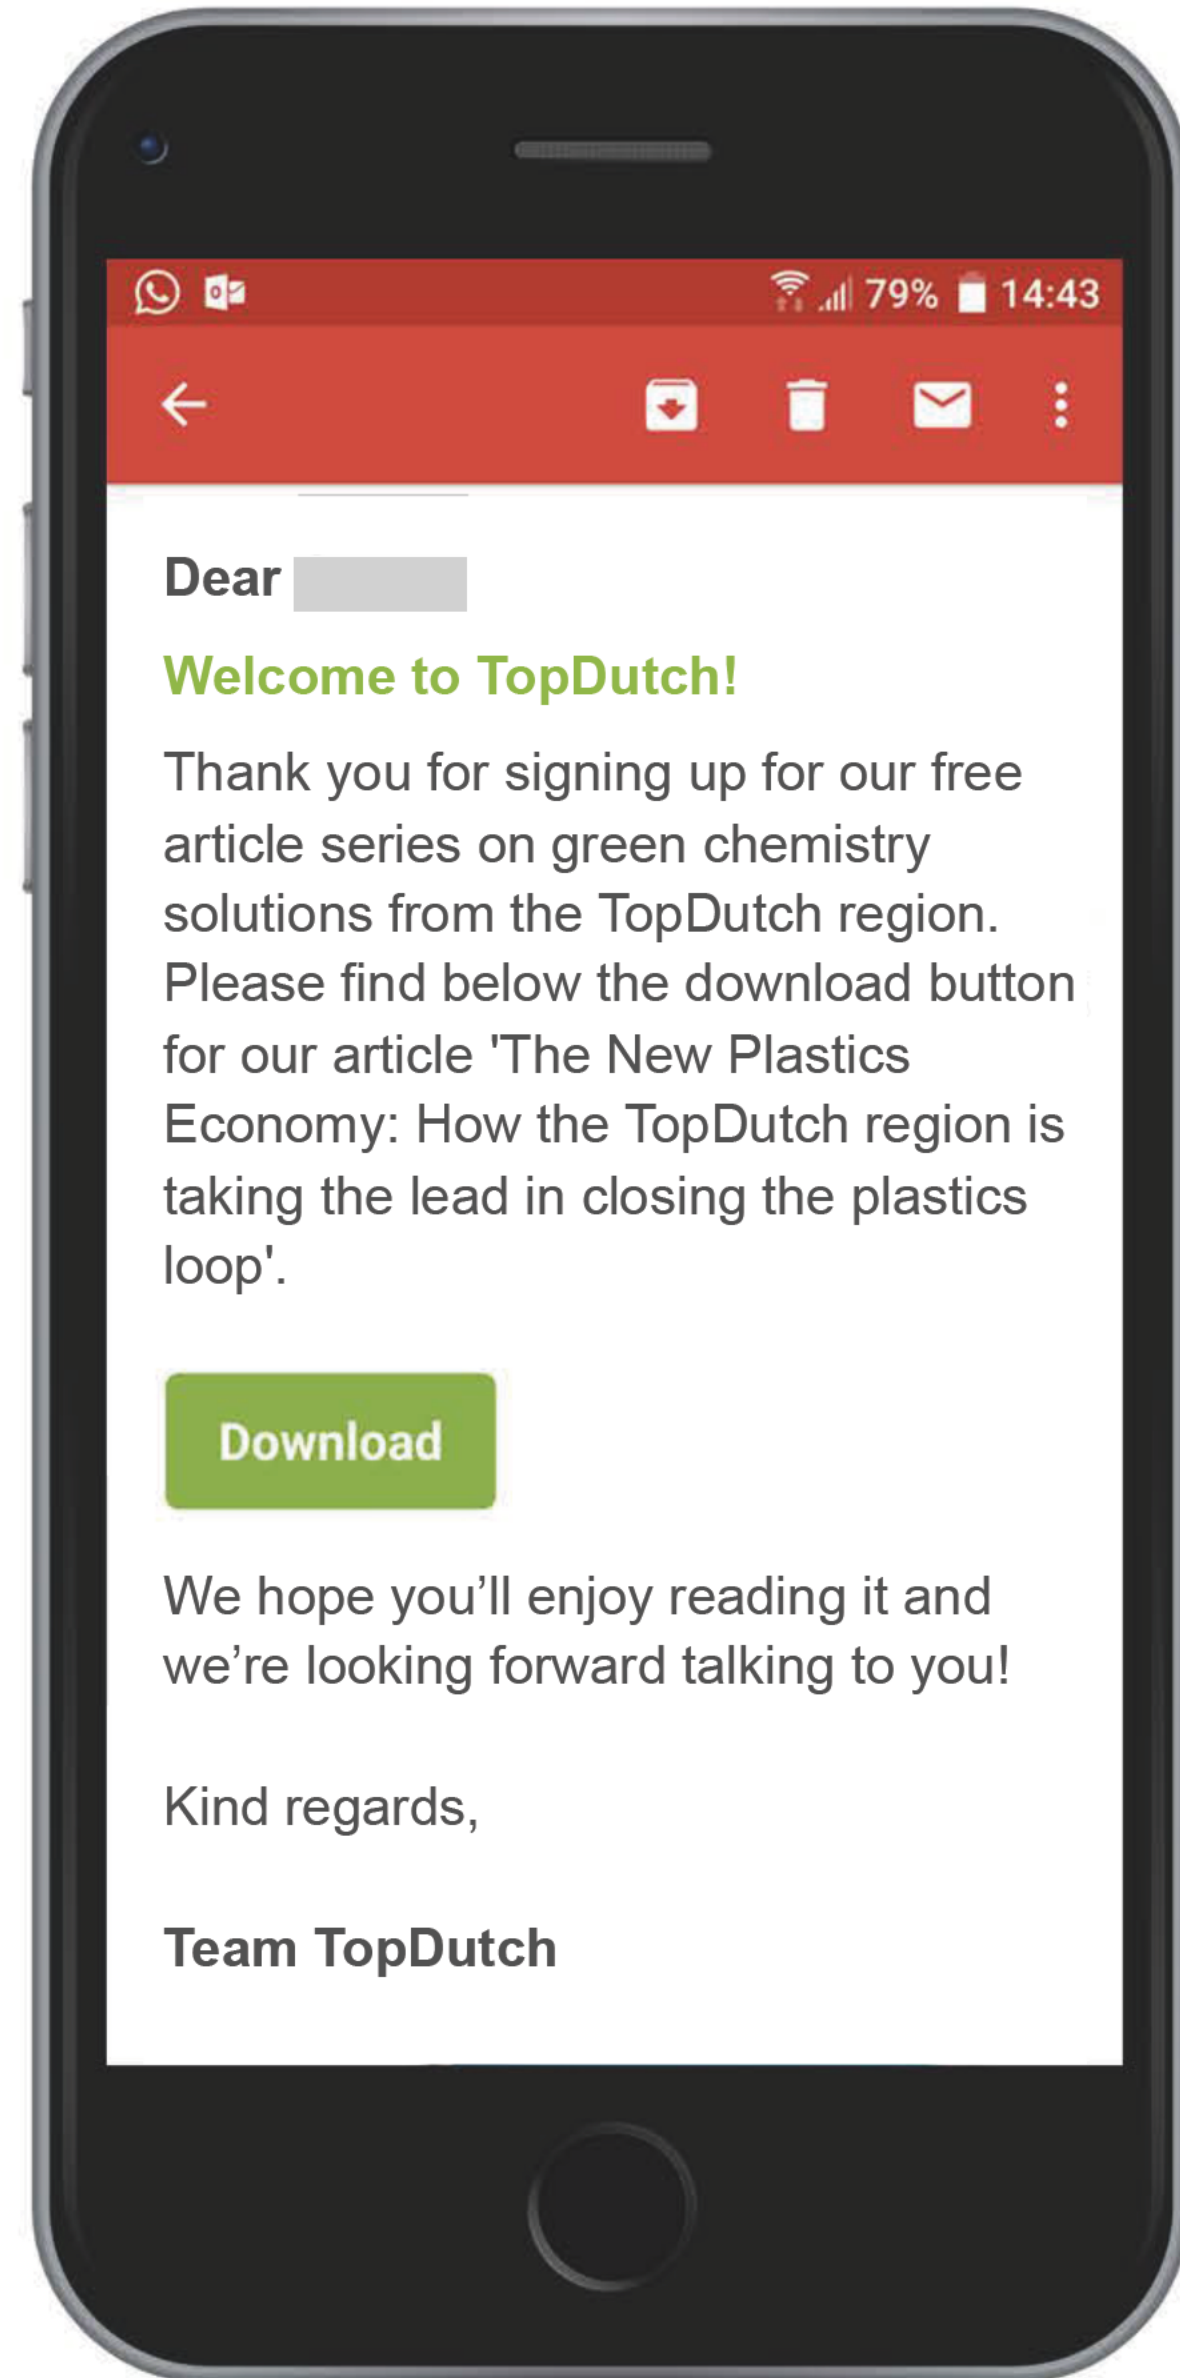 79% 14:43
Dear
Welcome to TopDutch!
Thank you for signing up for our free
article series on green chemistry
solutions from the TopDutch region.
Please find below the download button
for our article 'The New Plastics
Economy: How the TopDutch region is
taking the lead in closing the plastics
loop'.
Download
We hope you’ll enjoy reading it and
we’re looking forward talking to you!
Kind regards,
Team TopDutch